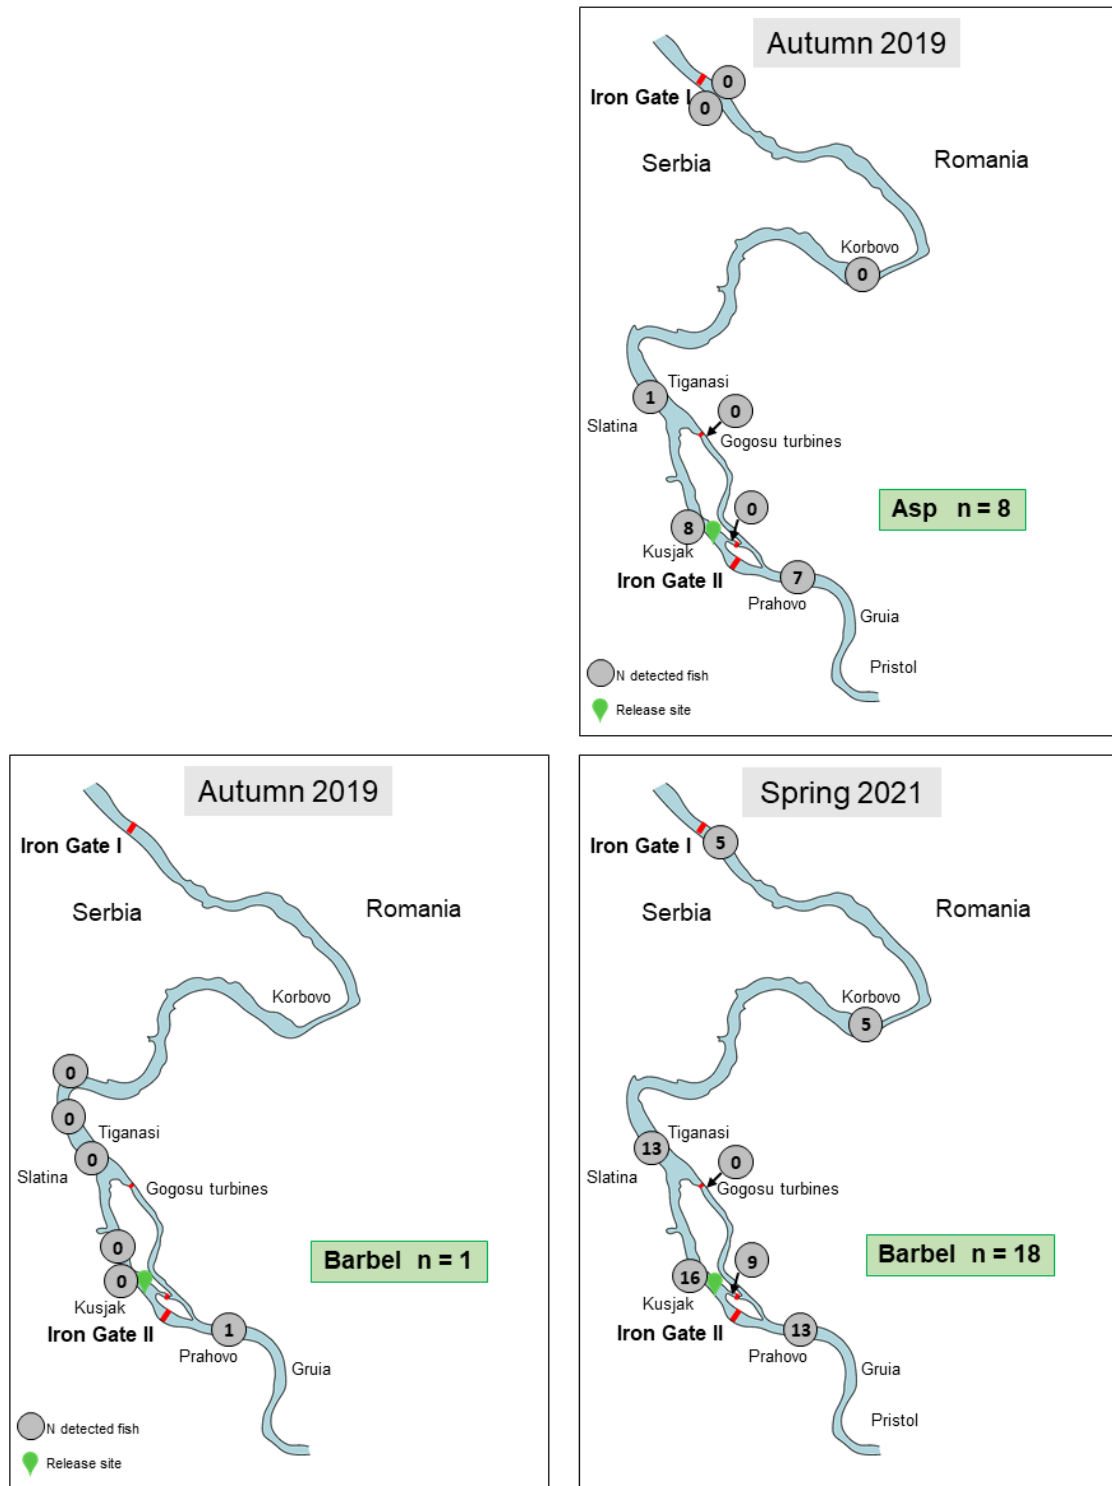 Autumn 2019
0
Iron Gate I
0
Serbia
Romania
Korbovo
0
Tiganasi
1
0
Slatina
Gogosu turbines
0
Asp n = 8
8
Kusjak
Iron Gate II
7
Prahovo
Gruia
Pristol
N detected fish
Release site
Autumn 2019
Iron Gate I
Serbia
Romania
Korbovo
0
0
Tiganasi
0
Slatina
Gogosu turbines
0
Barbel n = 1
0
Kusjak
Iron Gate II
1
Prahovo
Gruia
N detected fish
Release site
Spring 2021
Iron Gate I
5
Serbia
Romania
Korbovo
5
Tiganasi
13
0
Slatina
Gogosu turbines
9
Barbel n = 18
16
Kusjak
Iron Gate II
13
Prahovo
Gruia
Pristol